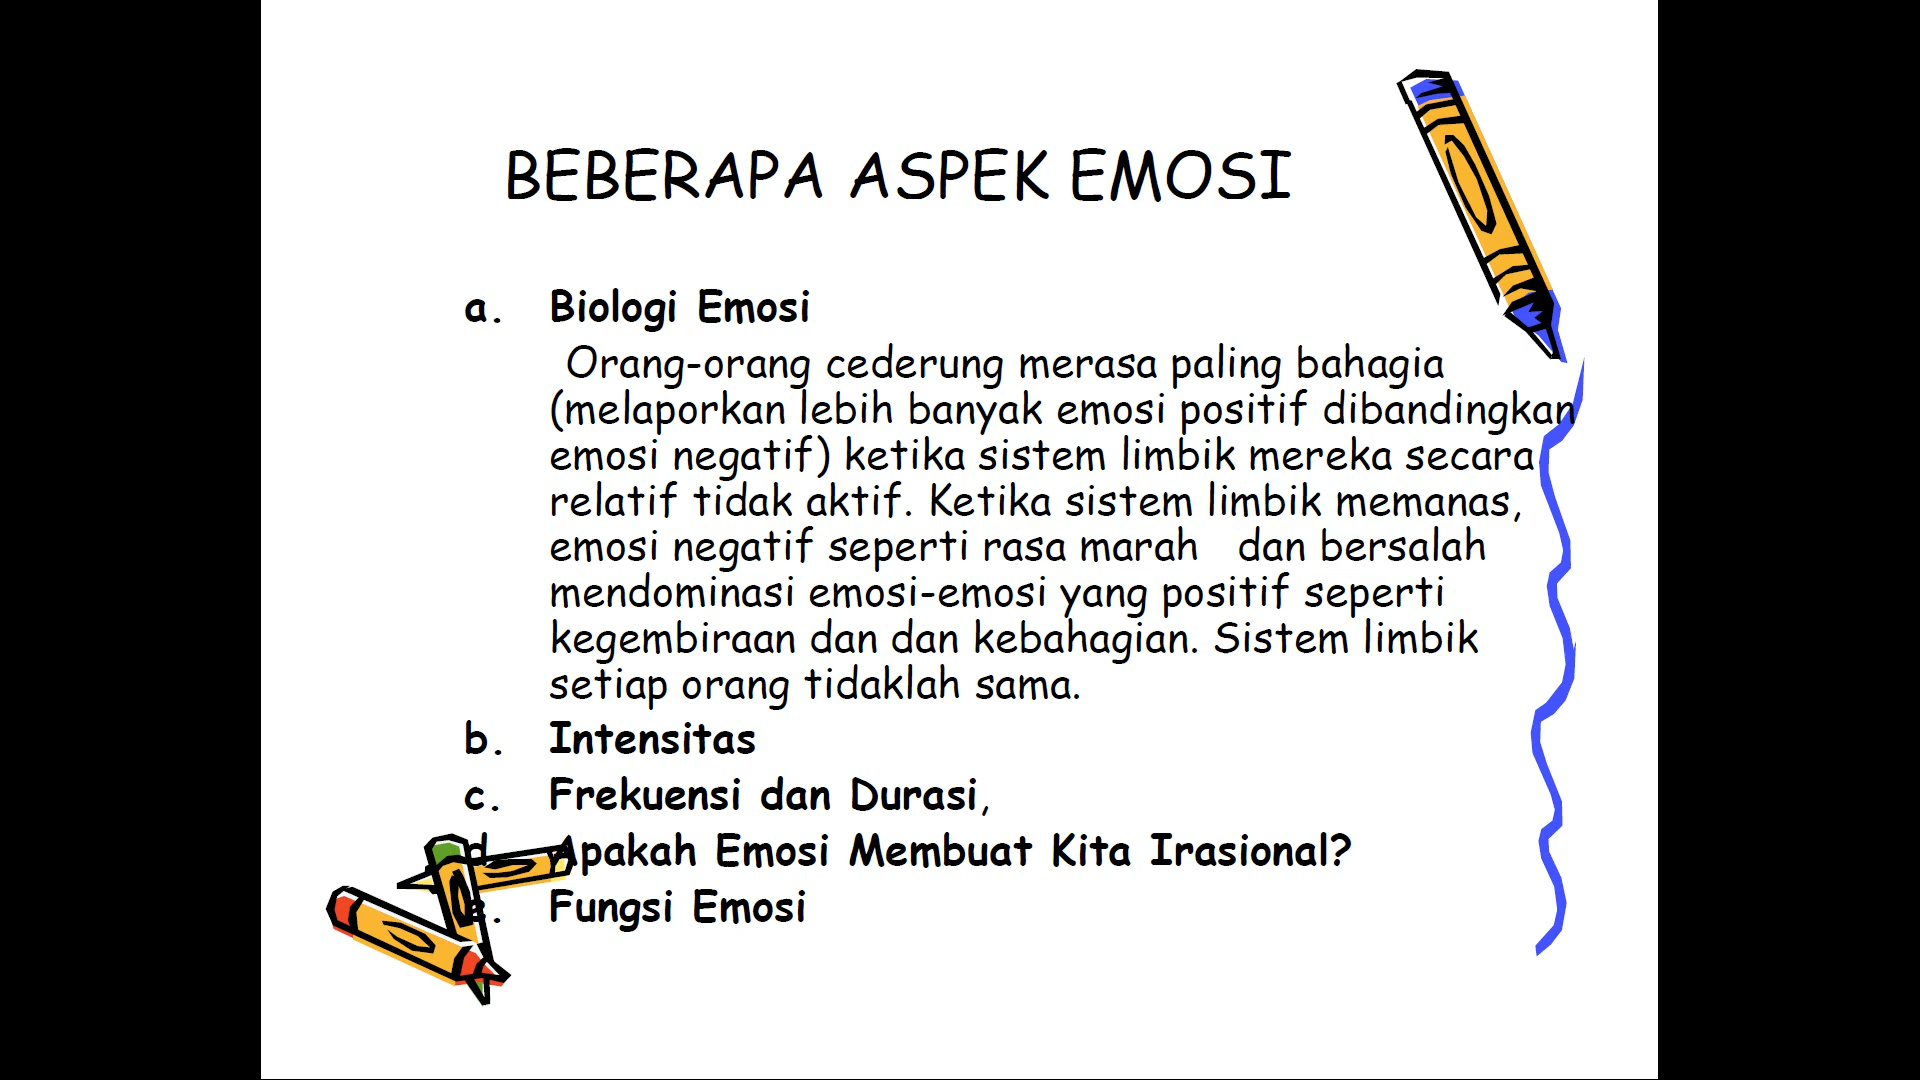 BEBERAPA ASPEK EMOSI
a. Biologi Emosi
Orang-orang cederung merasa paling bahagia
(melaporkan lebih banyak emosi positif dibandingkan
emosi negatif) ketika sistem limbik mereka secara
relatif tidak aktif. Ketika sistem limbik memanas,
emosi negatif seperti rasa marah dan bersalah
mendominasi emosi-emosi yang positif seperti
kegembiraan dan dan kebahagian. Sistem limbik
setiap orang tidaklah sama.
b. Intensitas
c. Frekuensi dan Durasi,
d. Apakah Emosi Membuat Kita Irasional?
e. Fungsi Emosi